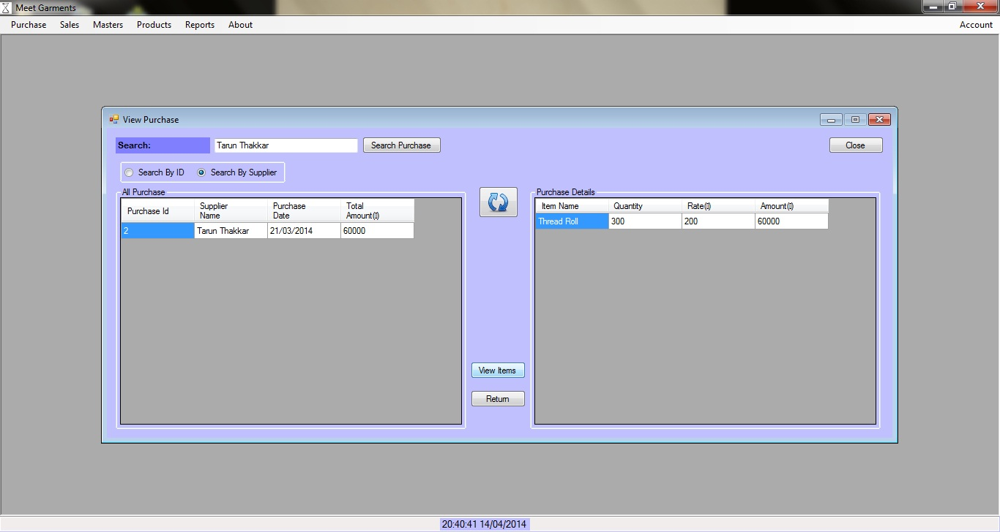 Meet Garments
Purchase Sales Masters Products Reports About Account
View Purchase
Search: Tarun Thakkar Search Purchase Close
Search By ID Search By Supplier
All Purchase
Purchase Id Supplier Name Purchase Date Total Amount(▯)
2 Tarun Thakkar 21/03/2014 60000
Purchase Details
Item Name Quantity Rate(▯) Amount(▯)
Thread Roll 300 200 60000
View Items
Return
20:40:41 14/04/2014